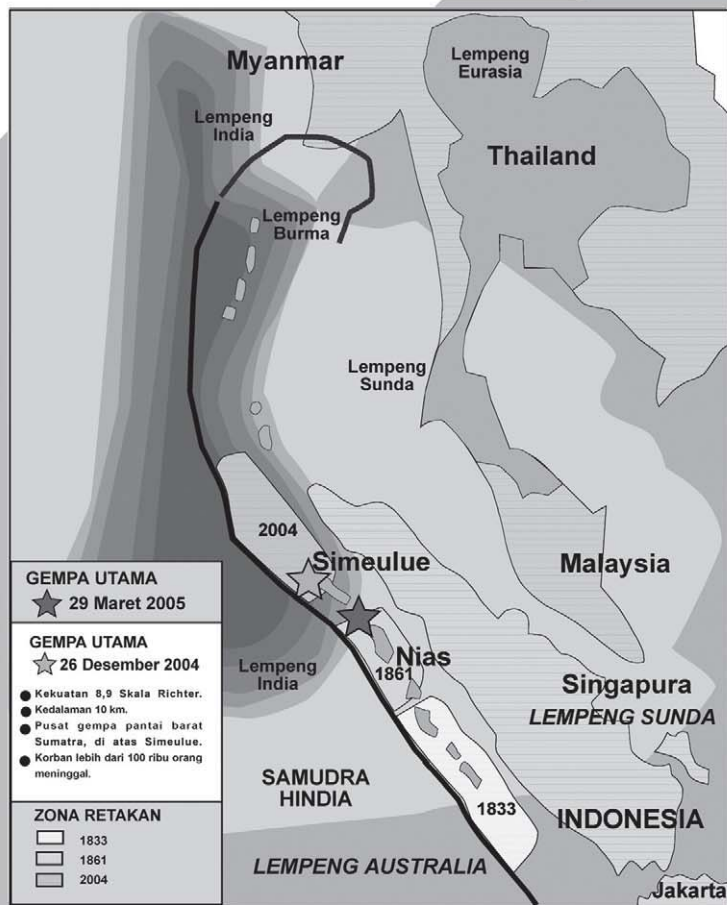 Myanmar
Lempeng
Eurasia
Lempeng
India
Thailand
Lempeng
Burma
Lempeng
Sunda
2004
Simeulue
Malaysia
Nias
1861
Lempeng
India
Singapura
LEMPENG SUNDA
SAMUDRA
HINDIA
1833
INDONESIA
LEMPENG AUSTRALIA
Jakarta
GEMPA UTAMA
29 Maret 2005
GEMPA UTAMA
26 Desember 2004
Kekuatan 8,9 Skala Richter.
Kedalaman 10 km.
Pusat gempa pantai barat
Sumatra, di atas Simeulue.
Korban lebih dari 100 ribu orang
meninggal.
ZONA RETAKAN
1833
1861
2004